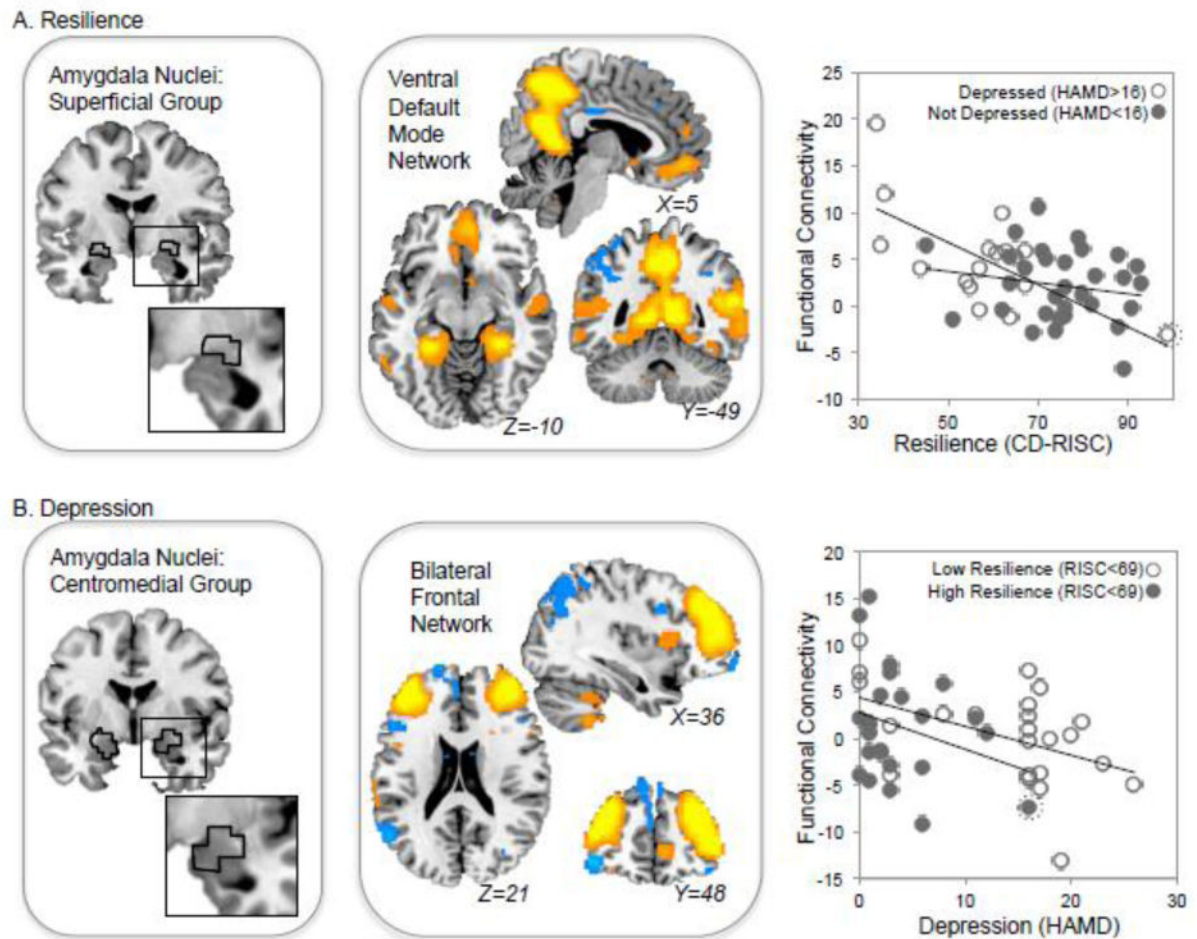 A. Resilience
Amygdala Nuclei:
Superficial Group
Ventral
Default
Mode
Network
X=5
Z=-10
Y=-49
Functional Connectivity
25
20
15
10
5
0
-5
-10
Depressed (HAMD>16)
Not Depressed (HAMD<16)
30
50
70
90
Resilience (CD-RISC)
B. Depression
Amygdala Nuclei:
Centromedial Group
Bilateral
Frontal
Network
X=36
Z=21
Y=48
Functional Connectivity
20
15
10
5
0
-5
-10
-15
Low Resilience (RISC<69)
High Resilience (RISC<69)
0
10
20
30
Depression (HAMD)